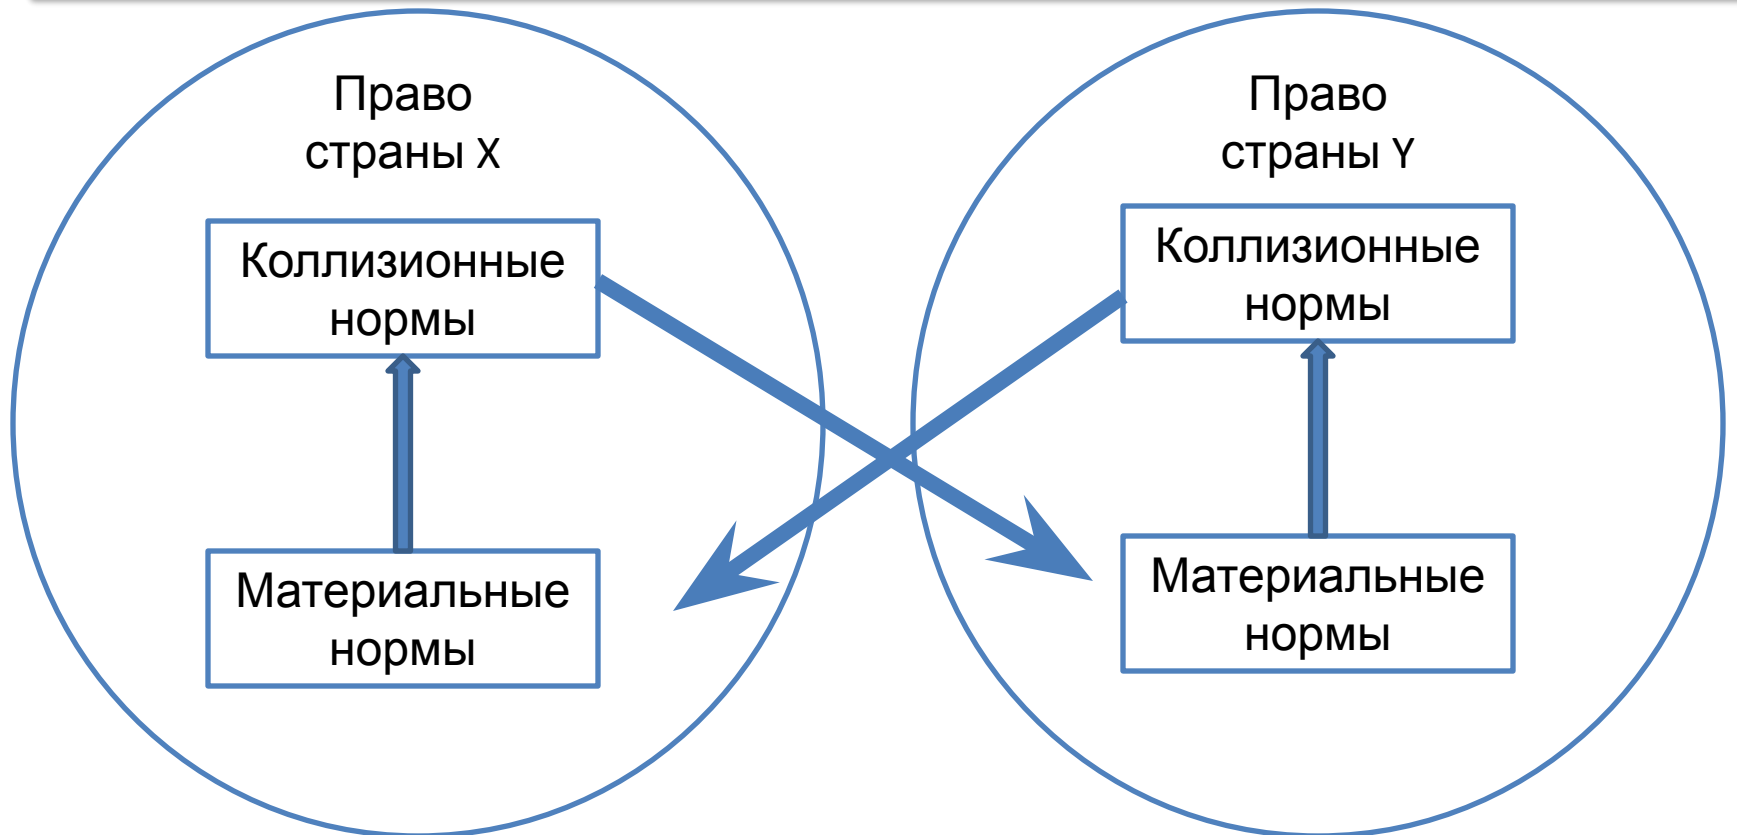 Право
страны X
Коллизионные
нормы
Материальные
нормы
Право
страны Y
Коллизионные
нормы
Материальные
нормы